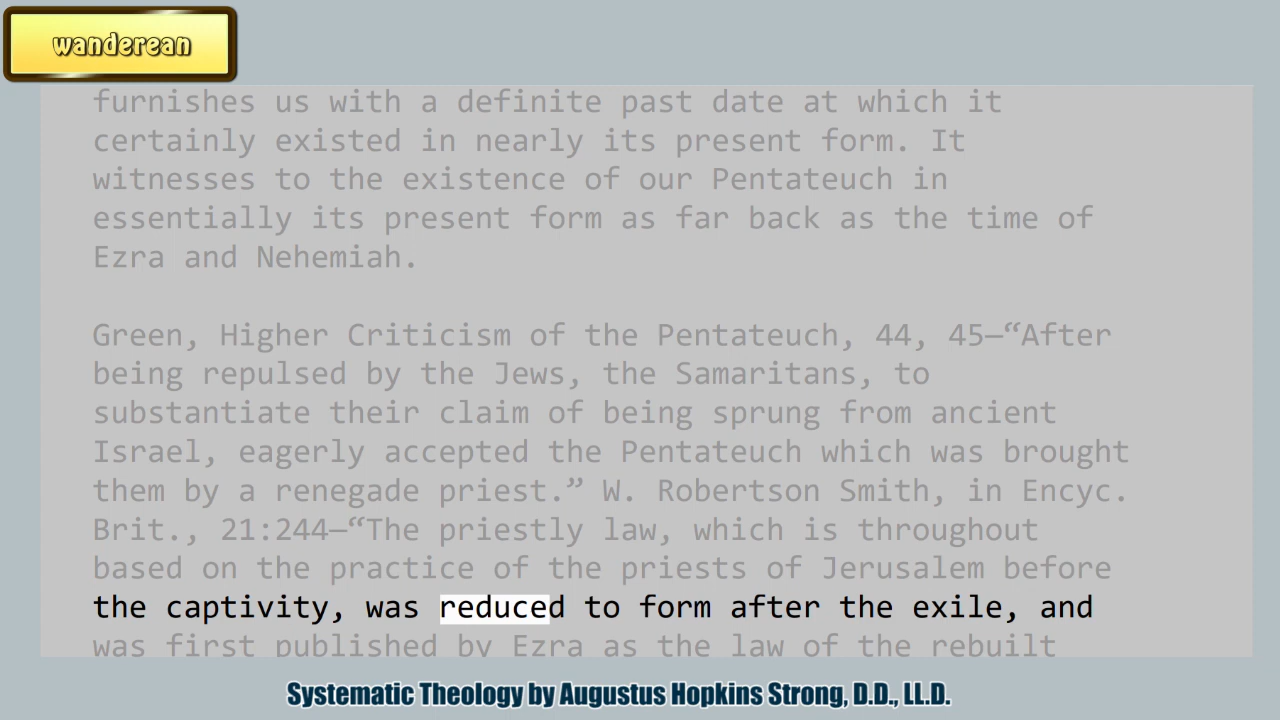 wanderean
furnishes us with a definite past date at which it
certainly existed in nearly its present form. It
witnesses to the existence of our Pentateuch in
essentially its present form as far back as the time of
Ezra and Nehemiah.
Green, Higher Criticism of the Pentateuch, 44, 45—“After
being repulsed by the Jews, the Samaritans, to
substantiate their claim of being sprung from ancient
Israel, eagerly accepted the Pentateuch which was brought
them by a renegade priest.” W. Robertson Smith, in Encyc.
Brit., 21:244—“The priestly law, which is throughout
based on the practice of the priests of Jerusalem before
the captivity, was reduced to form after the exile, and
was first published by Ezra as the law of the rebuilt
Systematic Theology by Augustus Hopkins Strong, D.D., LL.D.